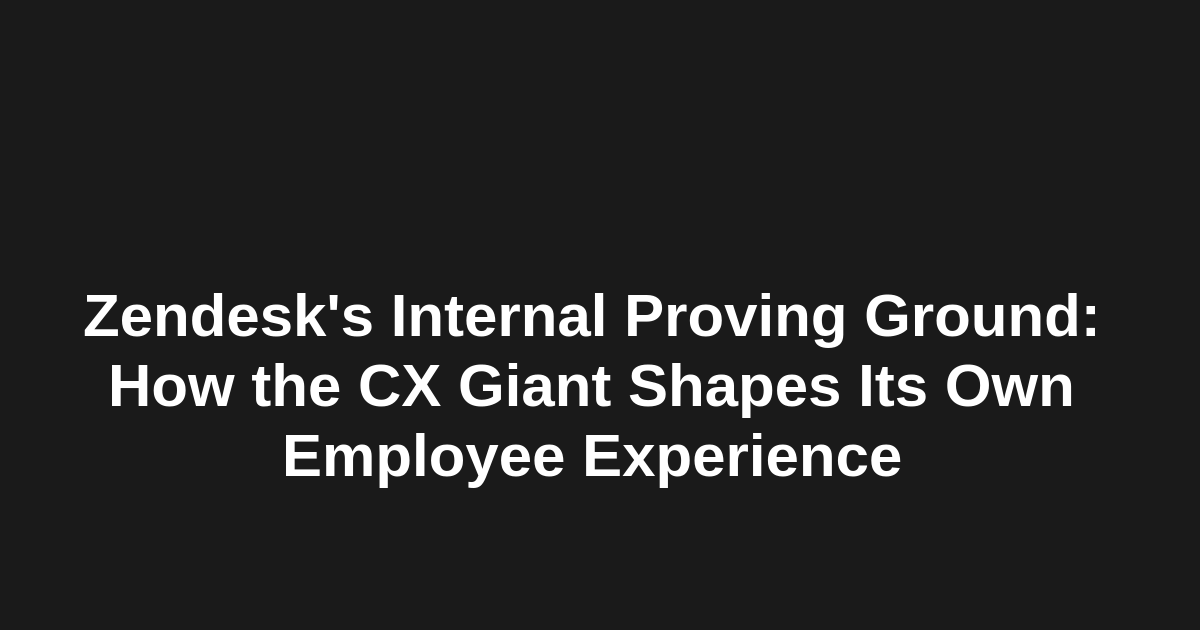 Zendesk's Internal Proving Ground:
How the CX Giant Shapes Its Own
Employee Experience